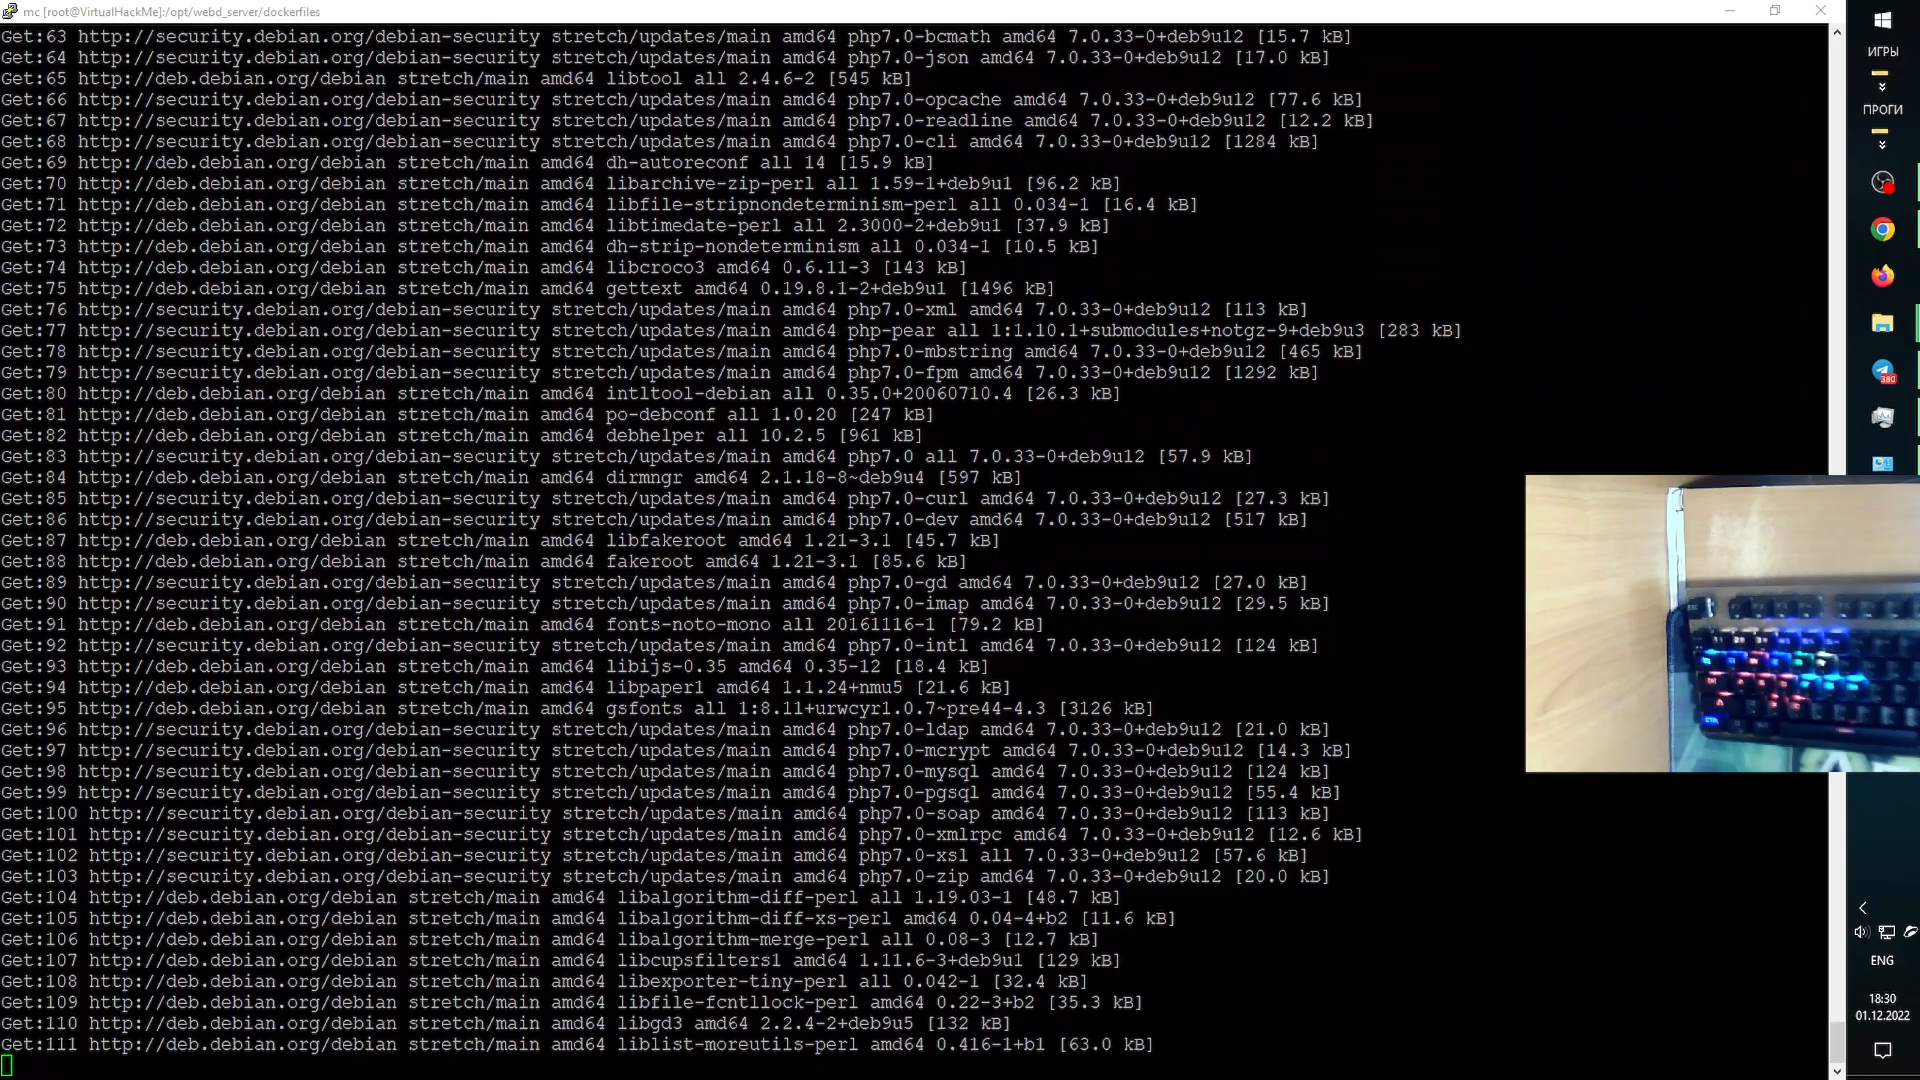 mc [root@VirtualHackMe]:/opt/webd_server/dockerfiles
Get:63 http://security.debian.org/debian-security stretch/updates/main amd64 php7.0-bcmath amd64 7.0.33-0+deb9u12 [15.7 kB]
Get:64 http://security.debian.org/debian-security stretch/updates/main amd64 php7.0-json amd64 7.0.33-0+deb9u12 [17.0 kB]
Get:65 http://deb.debian.org/debian stretch/main amd64 libtool all 2.4.6-2 [545 kB]
Get:66 http://security.debian.org/debian-security stretch/updates/main amd64 php7.0-opcache amd64 7.0.33-0+deb9u12 [77.6 kB]
Get:67 http://security.debian.org/debian-security stretch/updates/main amd64 php7.0-readline amd64 7.0.33-0+deb9u12 [12.2 kB]
Get:68 http://security.debian.org/debian-security stretch/updates/main amd64 php7.0-cli amd64 7.0.33-0+deb9u12 [1284 kB]
Get:69 http://deb.debian.org/debian stretch/main amd64 dh-autoreconf all 14 [15.9 kB]
Get:70 http://deb.debian.org/debian stretch/main amd64 libarchive-zip-perl all 1.59-1+deb9u1 [96.2 kB]
Get:71 http://deb.debian.org/debian stretch/main amd64 libfile-stripnondeterminism-perl all 0.034-1 [16.4 kB]
Get:72 http://deb.debian.org/debian stretch/main amd64 libtimedate-perl all 2.3000-2+deb9u1 [37.9 kB]
Get:73 http://deb.debian.org/debian stretch/main amd64 dh-strip-nondeterminism all 0.034-1 [10.5 kB]
Get:74 http://deb.debian.org/debian stretch/main amd64 libcroco3 amd64 0.6.11-3 [143 kB]
Get:75 http://deb.debian.org/debian stretch/main amd64 gettext amd64 0.19.8.1-2+deb9u1 [1496 kB]
Get:76 http://security.debian.org/debian-security stretch/updates/main amd64 php7.0-xml amd64 7.0.33-0+deb9u12 [113 kB]
Get:77 http://security.debian.org/debian-security stretch/updates/main amd64 php-pear all 1:1.10.1+submodules+notgz-9+deb9u3 [283 kB]
Get:78 http://security.debian.org/debian-security stretch/updates/main amd64 php7.0-mbstring amd64 7.0.33-0+deb9u12 [465 kB]
Get:79 http://security.debian.org/debian-security stretch/updates/main amd64 php7.0-fpm amd64 7.0.33-0+deb9u12 [1292 kB]
Get:80 http://deb.debian.org/debian stretch/main amd64 intltool-debian all 0.35.0+20060710.4 [26.3 kB]
Get:81 http://deb.debian.org/debian stretch/main amd64 po-debconf all 1.0.20 [247 kB]
Get:82 http://deb.debian.org/debian stretch/main amd64 debhelper all 10.2.5 [961 kB]
Get:83 http://security.debian.org/debian-security stretch/updates/main amd64 php7.0 all 7.0.33-0+deb9u12 [57.9 kB]
Get:84 http://deb.debian.org/debian stretch/main amd64 dirmngr amd64 2.1.18-8~deb9u4 [597 kB]
Get:85 http://security.debian.org/debian-security stretch/updates/main amd64 php7.0-curl amd64 7.0.33-0+deb9u12 [27.3 kB]
Get:86 http://security.debian.org/debian-security stretch/updates/main amd64 php7.0-dev amd64 7.0.33-0+deb9u12 [517 kB]
Get:87 http://deb.debian.org/debian stretch/main amd64 libfakeroot amd64 1.21-3.1 [45.7 kB]
Get:88 http://deb.debian.org/debian stretch/main amd64 fakeroot amd64 1.21-3.1 [85.6 kB]
Get:89 http://security.debian.org/debian-security stretch/updates/main amd64 php7.0-gd amd64 7.0.33-0+deb9u12 [27.0 kB]
Get:90 http://security.debian.org/debian-security stretch/updates/main amd64 php7.0-imap amd64 7.0.33-0+deb9u12 [29.5 kB]
Get:91 http://deb.debian.org/debian stretch/main amd64 fonts-noto-mono all 20161116-1 [79.2 kB]
Get:92 http://security.debian.org/debian-security stretch/updates/main amd64 php7.0-intl amd64 7.0.33-0+deb9u12 [124 kB]
Get:93 http://deb.debian.org/debian stretch/main amd64 libijs-0.35 amd64 0.35-12 [18.4 kB]
Get:94 http://deb.debian.org/debian stretch/main amd64 libpaper1 amd64 1.1.24+nmu5 [21.6 kB]
Get:95 http://deb.debian.org/debian stretch/main amd64 gsfonts all 1:8.11+urwcyr1.0.7~pre44-4.3 [3126 kB]
Get:96 http://security.debian.org/debian-security stretch/updates/main amd64 php7.0-ldap amd64 7.0.33-0+deb9u12 [21.0 kB]
Get:97 http://security.debian.org/debian-security stretch/updates/main amd64 php7.0-mcrypt amd64 7.0.33-0+deb9u12 [14.3 kB]
Get:98 http://security.debian.org/debian-security stretch/updates/main amd64 php7.0-mysql amd64 7.0.33-0+deb9u12 [124 kB]
Get:99 http://security.debian.org/debian-security stretch/updates/main amd64 php7.0-pgsql amd64 7.0.33-0+deb9u12 [55.4 kB]
Get:100 http://security.debian.org/debian-security stretch/updates/main amd64 php7.0-soap amd64 7.0.33-0+deb9u12 [113 kB]
Get:101 http://security.debian.org/debian-security stretch/updates/main amd64 php7.0-xmlrpc amd64 7.0.33-0+deb9u12 [12.6 kB]
Get:102 http://security.debian.org/debian-security stretch/updates/main amd64 php7.0-xsl all 7.0.33-0+deb9u12 [57.6 kB]
Get:103 http://security.debian.org/debian-security stretch/updates/main amd64 php7.0-zip amd64 7.0.33-0+deb9u12 [20.0 kB]
Get:104 http://deb.debian.org/debian stretch/main amd64 libalgorithm-diff-perl all 1.19.03-1 [48.7 kB]
Get:105 http://deb.debian.org/debian stretch/main amd64 libalgorithm-diff-xs-perl amd64 0.04-4+b2 [11.6 kB]
Get:106 http://deb.debian.org/debian stretch/main amd64 libalgorithm-merge-perl all 0.08-3 [12.7 kB]
Get:107 http://deb.debian.org/debian stretch/main amd64 libcupsfilters1 amd64 1.11.6-3+deb9u1 [129 kB]
Get:108 http://deb.debian.org/debian stretch/main amd64 libexporter-tiny-perl all 0.042-1 [32.4 kB]
Get:109 http://deb.debian.org/debian stretch/main amd64 libfile-fcntllock-perl amd64 0.22-3+b2 [35.3 kB]
Get:110 http://deb.debian.org/debian stretch/main amd64 libgd3 amd64 2.2.4-2+deb9u5 [132 kB]
Get:111 http://deb.debian.org/debian stretch/main amd64 liblist-moreutils-perl amd64 0.416-1+b1 [63.0 kB]
ИГРЫ
ПРОГИ
380
ENG
18:30
01.12.2022